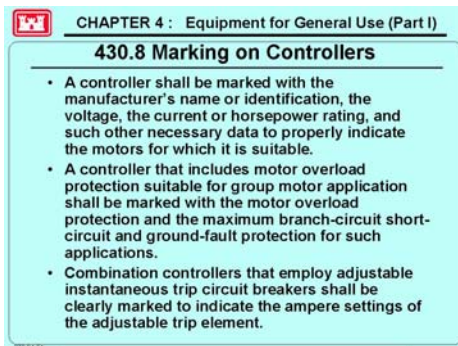 CHAPTER 4 : Equipment for General Use (Part I)
430.8 Marking on Controllers
• A controller shall be marked with the
manufacturer's name or identification, the
voltage, the current or horsepower rating, and
such other necessary data to properly indicate
the motors for which it is suitable.
• A controller that includes motor overload
protection suitable for group motor application
shall be marked with the motor overload
protection and the maximum branch-circuit short-
circuit and ground-fault protection for such
applications.
• Combination controllers that employ adjustable
instantaneous trip circuit breakers shall be
clearly marked to indicate the ampere settings of
the adjustable trip element.